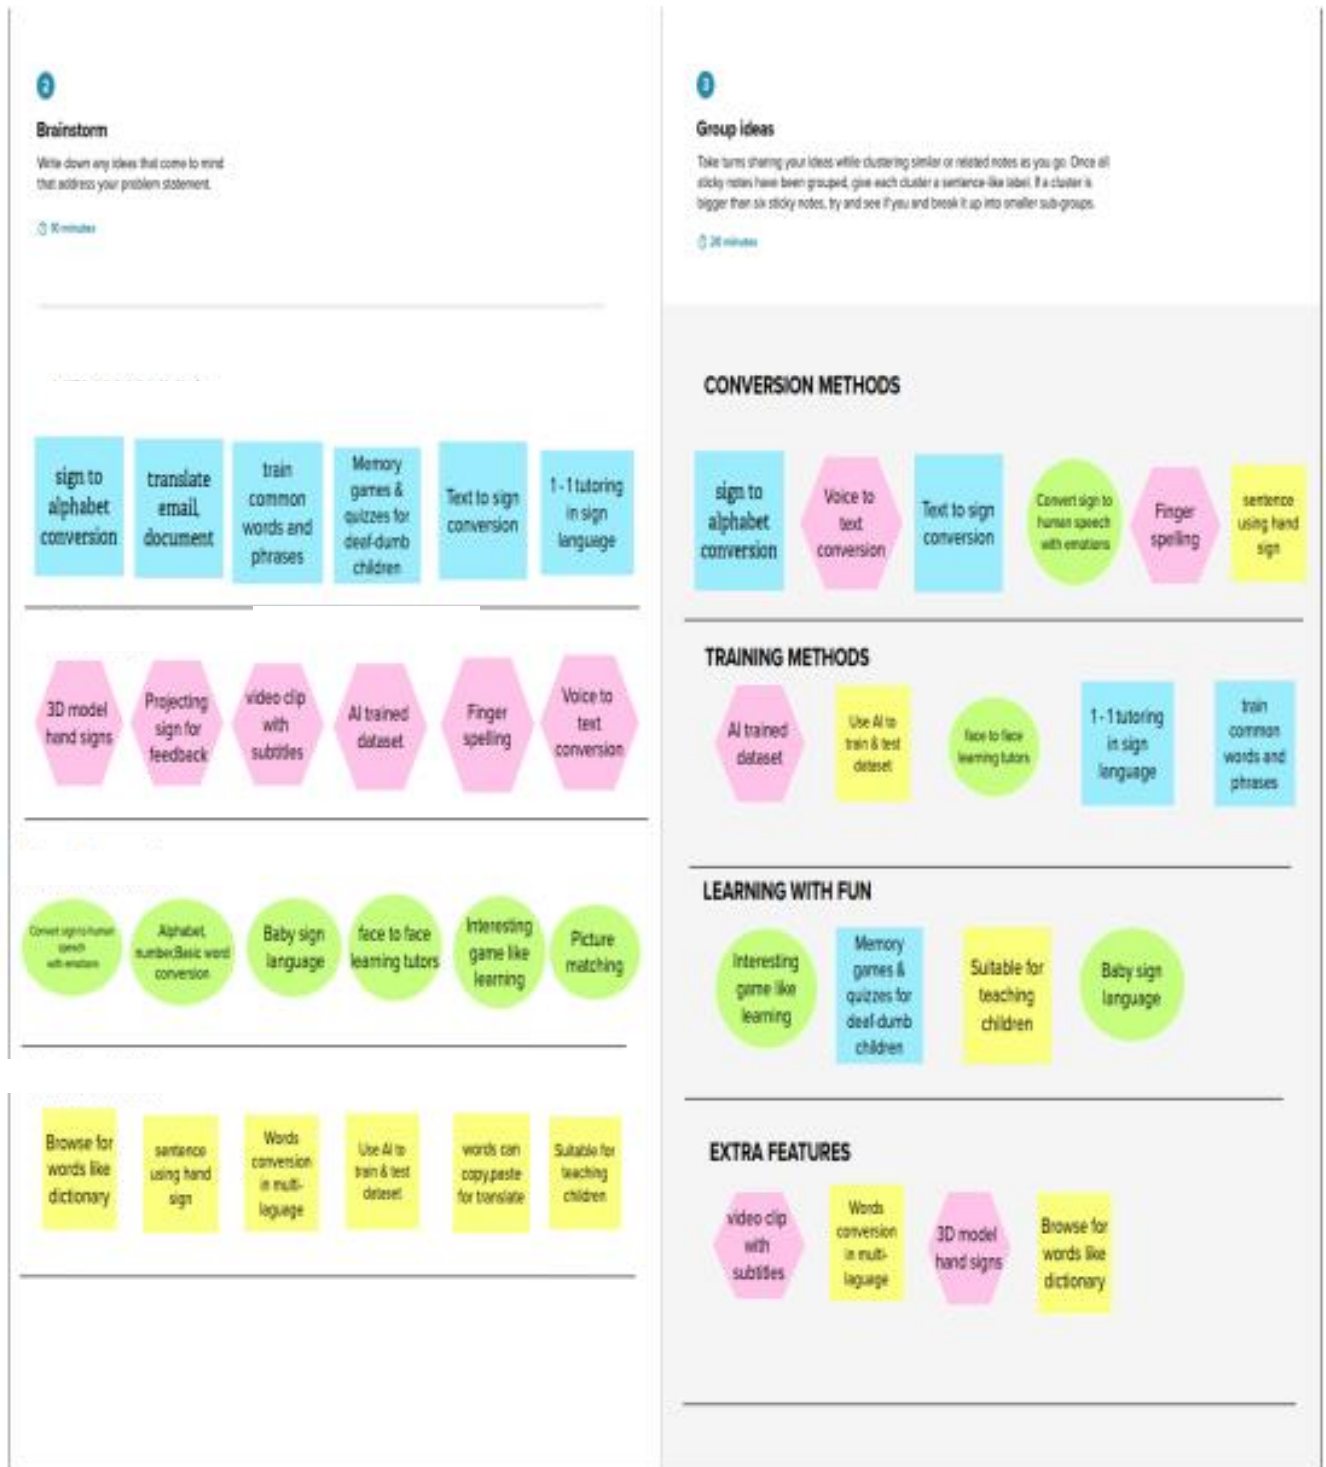 2
Brainstorm
Write down any ideas that come to mind
that address your problem statement.
10 minutes
sign to
alphabet
conversion
translate
email,
document
train
common
words and
phrases
Memory
games &
quizzes for
deaf-dumb
children
Text to sign
conversion
1 - 1 tutoring
in sign
language
3D model
hand signs
Projecting
sign for
feedback
video clip
with
subtitles
AI trained
dataset
Finger
spelling
Voice to
text
conversion
Convert sign to human
speech
with emotions
Alphabet,
number,Basic word
conversion
Baby sign
language
face to face
learning tutors
Interesting
game like
learning
Picture
matching
Browse for
words like
dictionary
sentence
using hand
sign
Words
conversion
in multi-
laguage
Use AI to
train & test
dataset
words can
copy,paste
for translate
Suitable for
teaching
children
3
Group ideas
Take turns sharing your ideas while clustering similar or related notes as you go. Once all
sticky notes have been grouped, give each cluster a sentence-like label. If a cluster is
bigger than six sticky notes, try and see if you and break it up into smaller sub-groups.
20 minutes
CONVERSION METHODS
sign to
alphabet
conversion
Voice to
text
conversion
Text to sign
conversion
Convert sign to
human speech
with emotions
Finger
spelling
sentence
using hand
sign
TRAINING METHODS
AI trained
dataset
Use AI to
train & test
dataset
face to face
learning tutors
1 - 1 tutoring
in sign
language
train
common
words and
phrases
LEARNING WITH FUN
Interesting
game like
learning
Memory
games &
quizzes for
deaf-dumb
children
Suitable for
teaching
children
Baby sign
language
EXTRA FEATURES
video clip
with
subtitles
Words
conversion
in multi-
laguage
3D model
hand signs
Browse for
words like
dictionary